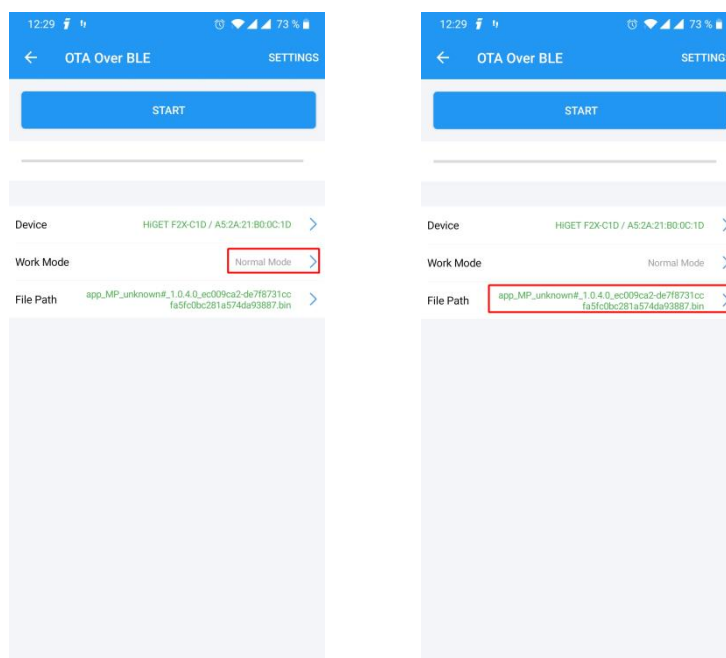 12:29 73 %
OTA Over BLE SETTINGS
START
Device HiGET F2X-C1D / A5:2A:21:B0:0C:1D
Work Mode Normal Mode
File Path app_MP_unknown#_1.0.4.0_ec009ca2-de7f8731cc
fa5fc0bc281a574da93887.bin
12:29 73 %
OTA Over BLE SETTING
START
Device HiGET F2X-C1D / A5:2A:21:B0:0C:1D
Work Mode Normal Mode
File Path app_MP_unknown#_1.0.4.0_ec009ca2-de7f8731cc
fa5fc0bc281a574da93887.bin